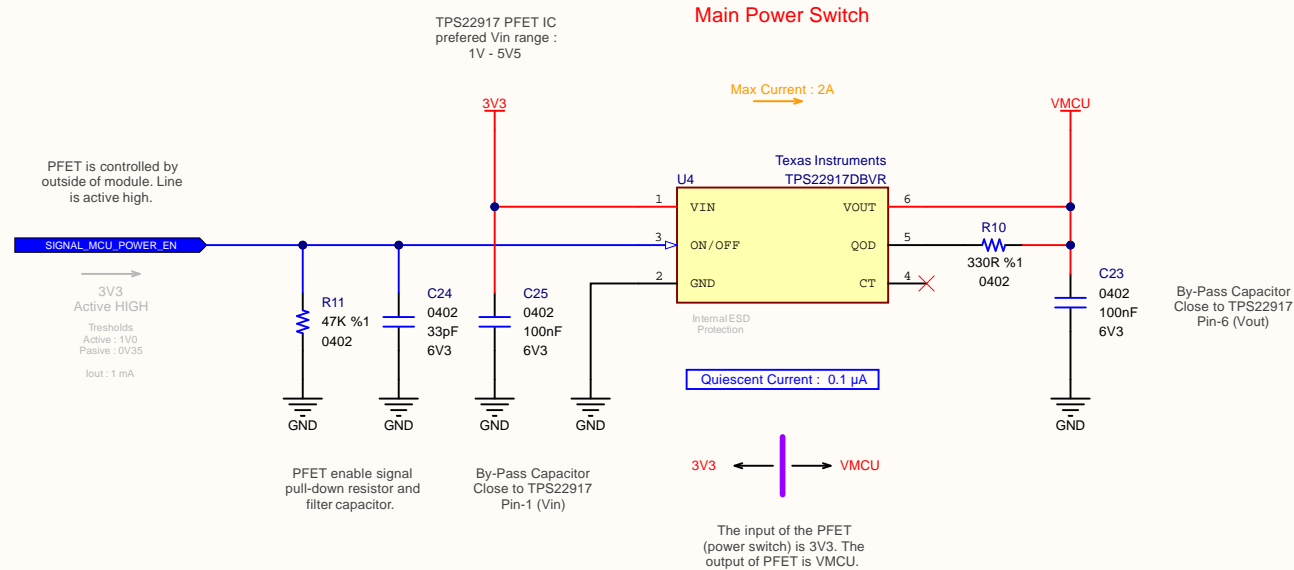 Main Power Switch
TPS22917 PFET IC
prefered Vin range :
1V - 5V5
Max Current : 2A
3V3
VMCU
PFET is controlled by
outside of module. Line
is active high.
SIGNAL_MCU_POWER_EN
3V3
Active HIGH
Tresholds
Active : 1V0
Pasive : 0V35
Iout : 1 mA
R11
47K %1
0402
C24
0402
33pF
6V3
C25
0402
100nF
6V3
Texas Instruments
U4
TPS22917DBVR
1
VIN
VOUT
6
3
ON/OFF
QOD
5
2
GND
CT
4
R10
330R %1
0402
C23
0402
100nF
6V3
By-Pass Capacitor
Close to TPS22917
Pin-6 (Vout)
Internal ESD
Protection
Quiescent Current : 0.1 µA
GND
GND
GND
GND
GND
PFET enable signal
pull-down resistor and
filter capacitor.
By-Pass Capacitor
Close to TPS22917
Pin-1 (Vin)
3V3
VMCU
The input of the PFET
(power switch) is 3V3. The
output of PFET is VMCU.